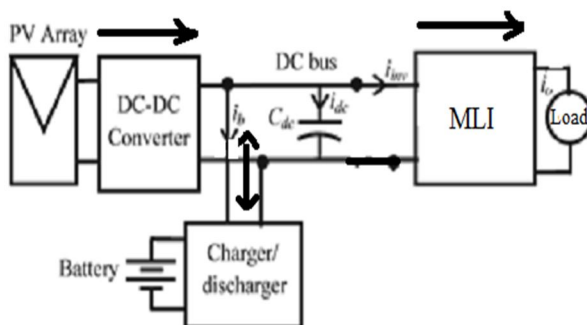 PV Array
DC-DC
Converter
DC bus
i_b
C_dc
i_dc
i_inv
MLI
i_o
Load
Battery
Charger/
discharger